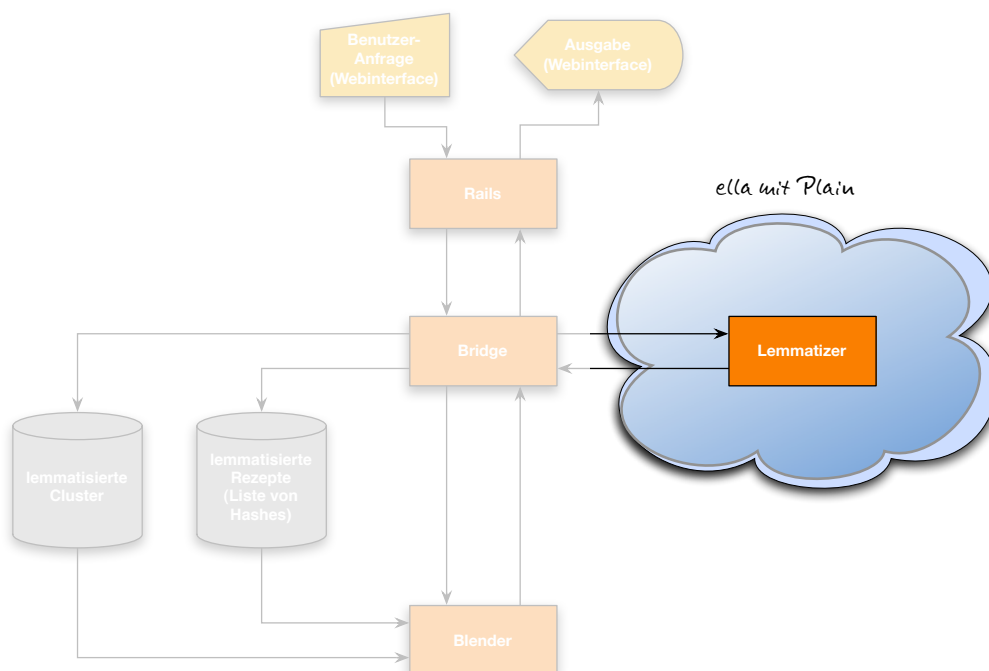 Benutzer-
Anfrage
(Webinterface)
Ausgabe
(Webinterface)
Rails
ella mit Plain
Bridge
Lemmatizer
lemmatisierte
Cluster
lemmatisierte
Rezepte
(Liste von
Hashes)
Blender